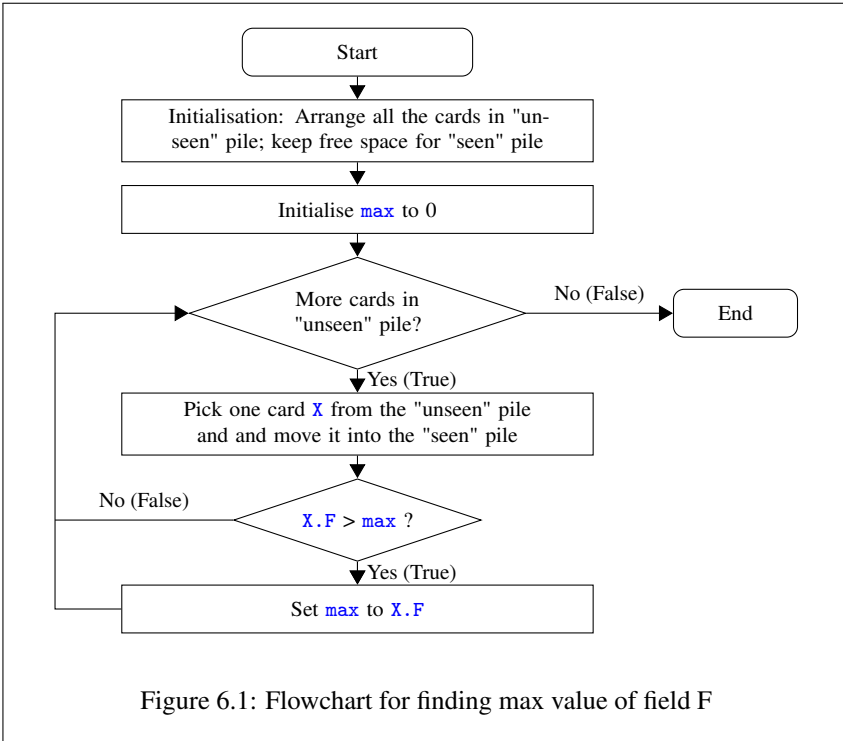 Start
Initialisation: Arrange all the cards in "un-
seen" pile; keep free space for "seen" pile
Initialise max to 0
More cards in
"unseen" pile?
No (False)
End
Yes (True)
Pick one card X from the "unseen" pile
and and move it into the "seen" pile
No (False)
X.F > max ?
Yes (True)
Set max to X.F
Figure 6.1: Flowchart for finding max value of field F